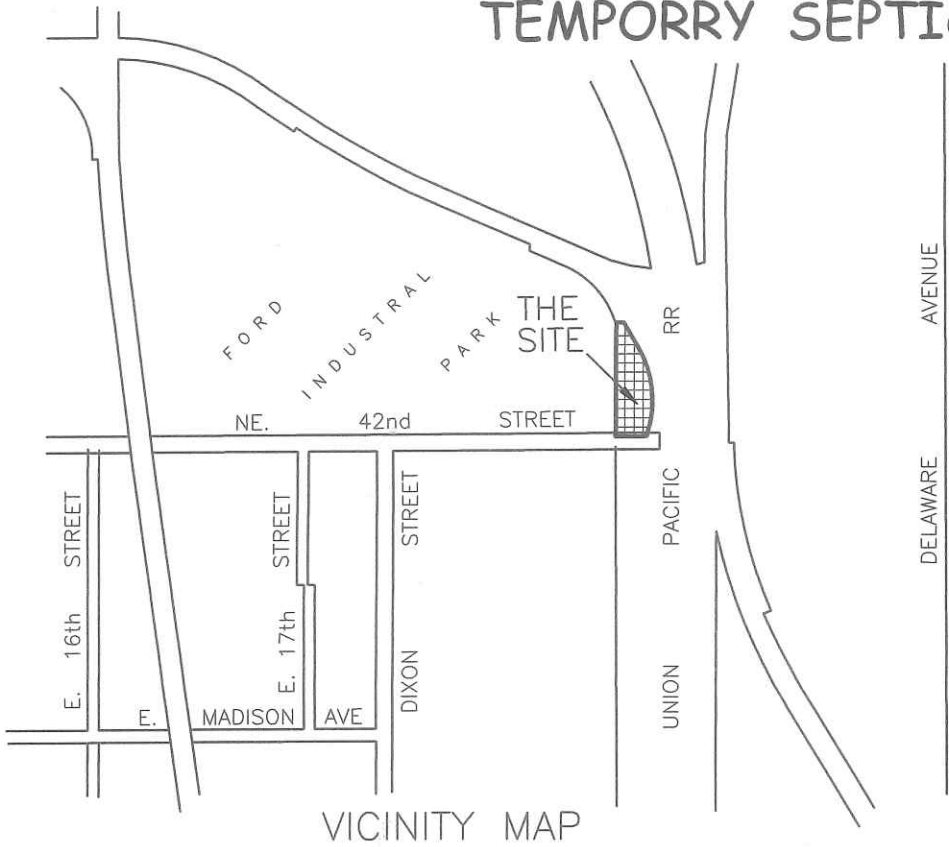 TEMPORRY SEPTI
FORD
INDUSTRAL
PARK
THE
SITE
RR
AVENUE
NE. 42nd STREET
STREET
STREET
STREET
PACIFIC
DELAWARE
E. 16th
E. 17th
DIXON
UNION
E. MADISON AVE
VICINITY MAP